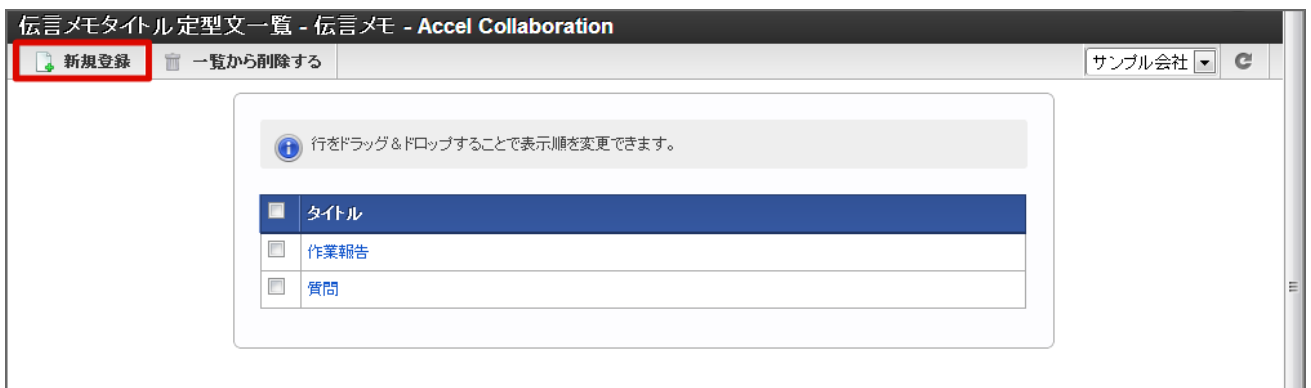 伝言メモタイトル定型文一覧 - 伝言メモ - Accel Collaboration
新規登録 一覧から削除する サンプル会社
行をドラッグ＆ドロップすることで表示順を変更できます。
タイトル
作業報告
質問